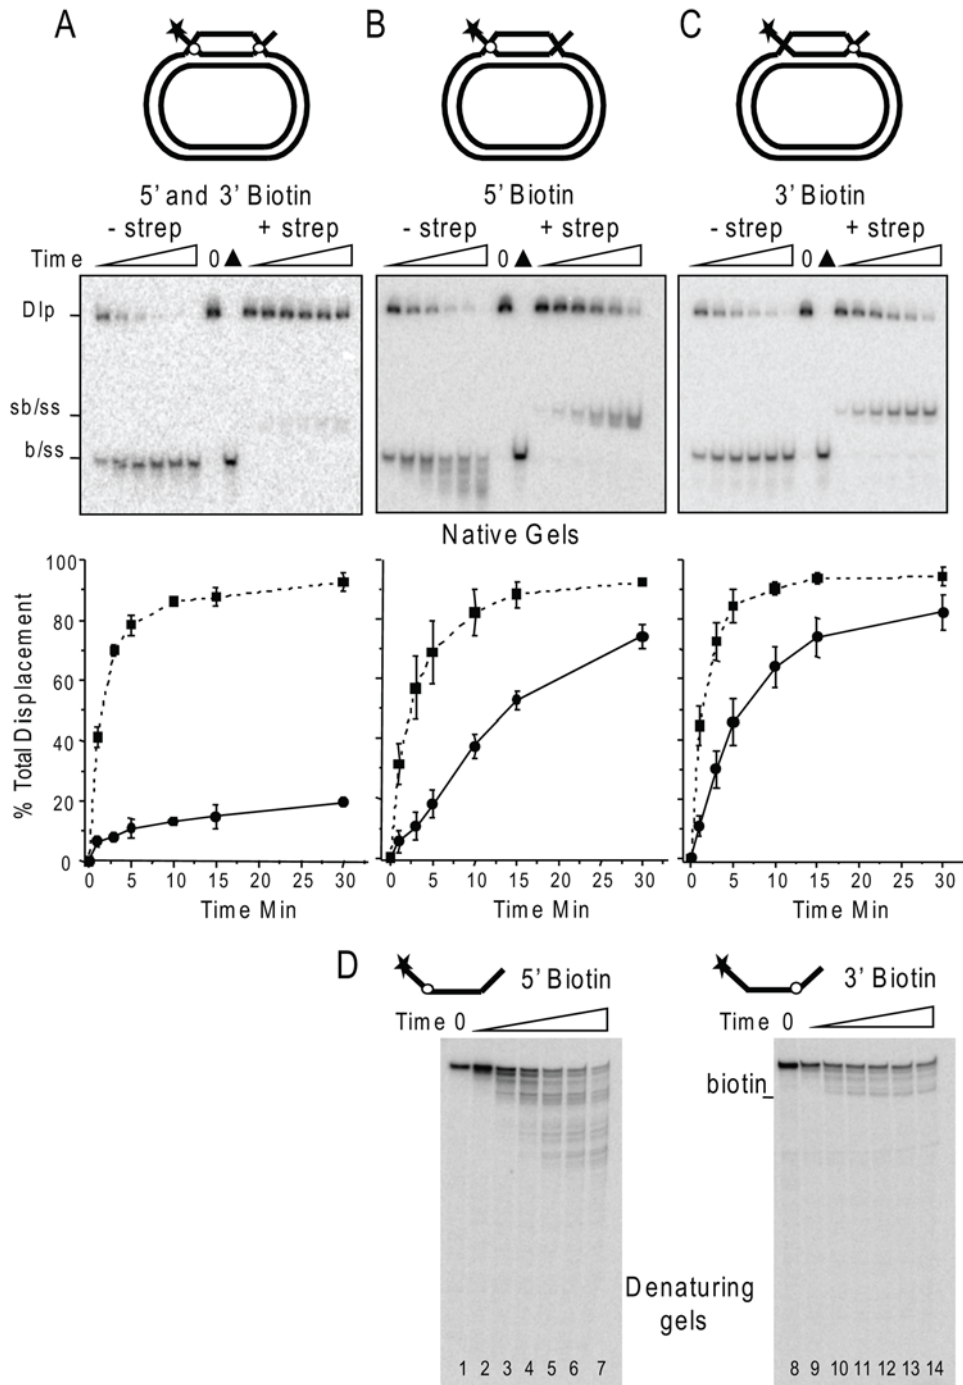 A B C
5' and 3' Biotin 5' Biotin 3' Biotin
- strep + strep - strep + strep - strep + strep
Time 0 ▲ 0 ▲ 0 ▲
Dlp
sb/ss
b/ss
Native Gels
% Total Displacement
100
80
60
40
20
0
0 5 10 15 20 25 30 0 5 10 15 20 25 30 0 5 10 15 20 25 30
Time Min Time Min Time Min
D
5' Biotin 3' Biotin
Time 0 Time 0
biotin
Denaturing
gels
1 2 3 4 5 6 7 8 9 10 11 12 13 14